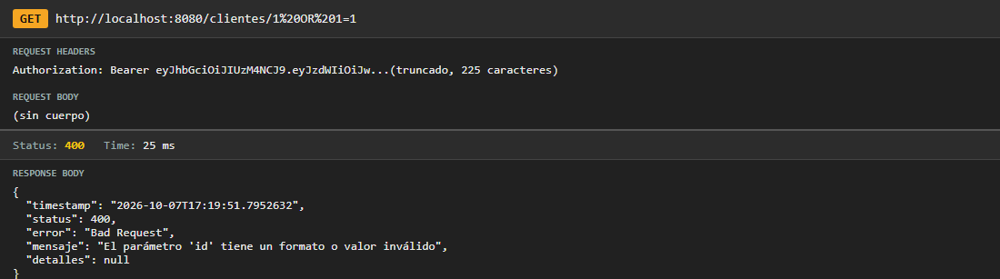 GET http://localhost:8080/clientes/1%20OR%201=1
REQUEST HEADERS
Authorization: Bearer eyJhbGciOiJIUzM4NCJ9.eyJzdWIiOiJw...(truncado, 225 caracteres)
REQUEST BODY
(sin cuerpo)
Status: 400 Time: 25 ms
RESPONSE BODY
{
  "timestamp": "2026-10-07T17:19:51.7952632",
  "status": 400,
  "error": "Bad Request",
  "mensaje": "El parámetro 'id' tiene un formato o valor inválido",
  "detalles": null
}